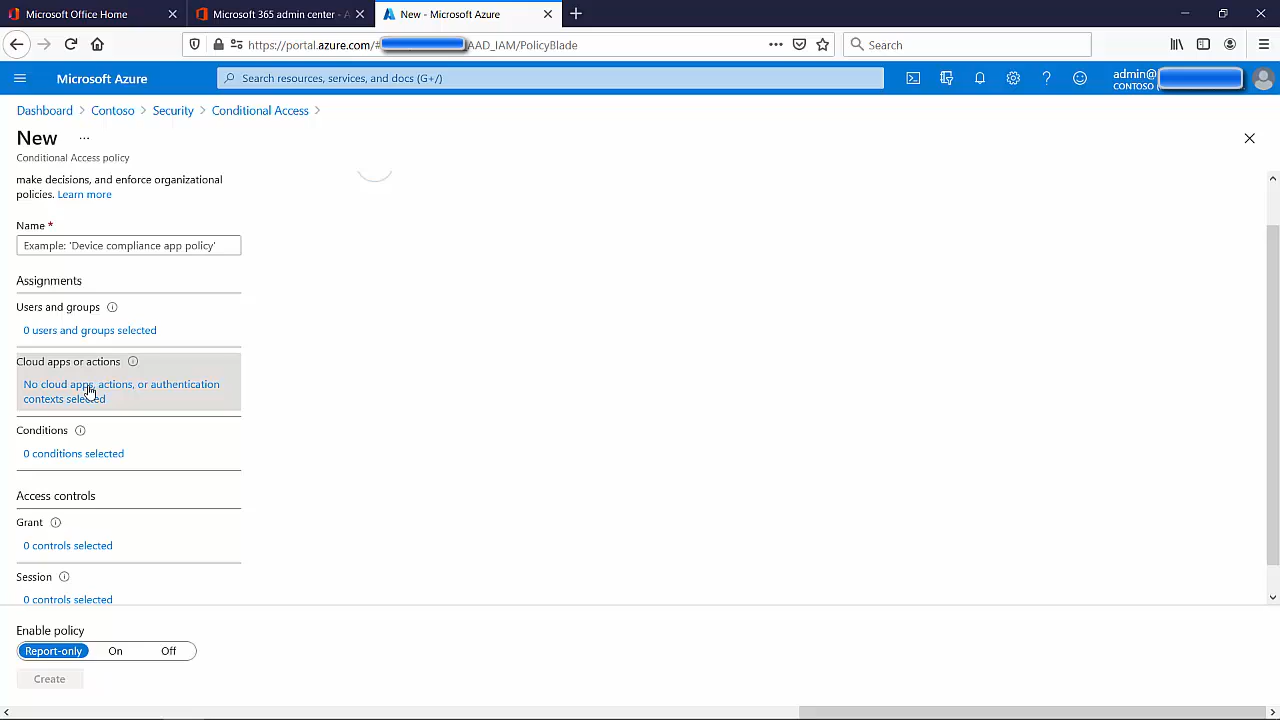 Microsoft Office Home
Microsoft 365 admin center - A
New - Microsoft Azure
https://portal.azure.com/#
AAD_IAM/PolicyBlade
Search
Microsoft Azure
Search resources, services, and docs (G+/)
admin@
CONTOSO (
Dashboard > Contoso > Security > Conditional Access >
New ...
Conditional Access policy
make decisions, and enforce organizational
policies. Learn more
Name *
Example: 'Device compliance app policy'
Assignments
Users and groups
0 users and groups selected
Cloud apps or actions
No cloud apps, actions, or authentication
contexts selected
Conditions
0 conditions selected
Access controls
Grant
0 controls selected
Session
0 controls selected
Enable policy
Report-only On Off
Create